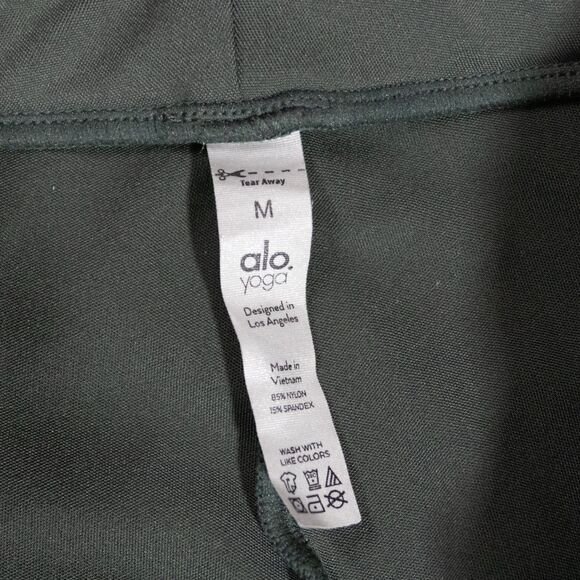 Tear Away
M
alo.
yoga
Designed in
Los Angeles
Made in
Vietnam
85% NYLON
15% SPANDEX
WASH WITH
LIKE COLORS